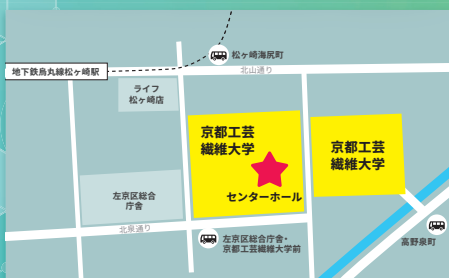 松ヶ崎海尻町
地下鉄烏丸線松ヶ崎駅
北山通り
ライフ
松ヶ崎店
京都工芸
繊維大学
京都工芸
繊維大学
センターホール
左京区総合
庁舎
北泉通り
左京区総合庁舎・
京都工芸繊維大学前
高野泉町